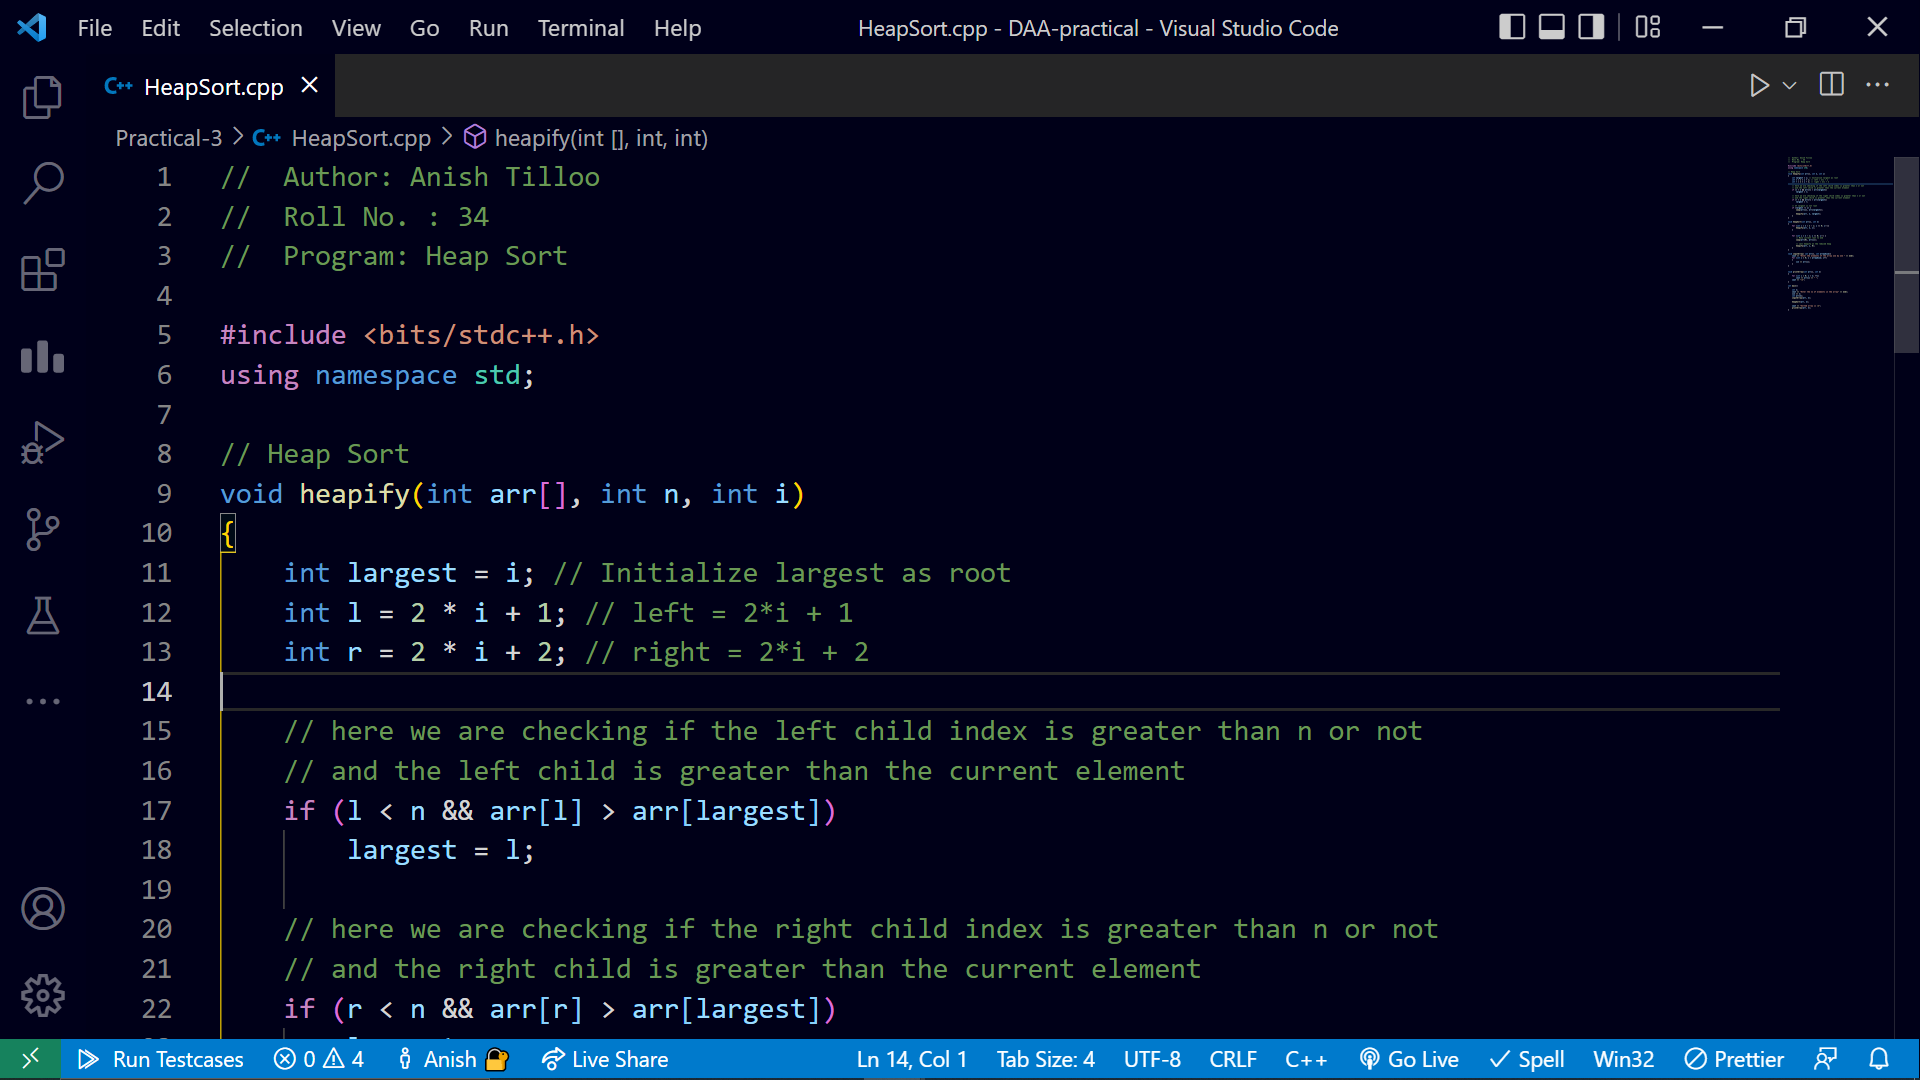 File Edit Selection View Go Run Terminal Help HeapSort.cpp - DAA-practical - Visual Studio Code
C++ HeapSort.cpp
Practical-3 > C++ HeapSort.cpp > heapify(int [], int, int)
1 // Author: Anish Tilloo
2 // Roll No. : 34
3 // Program: Heap Sort
4
5 #include <bits/stdc++.h>
6 using namespace std;
7
8 // Heap Sort
9 void heapify(int arr[], int n, int i)
10 {
11 int largest = i; // Initialize largest as root
12 int l = 2 * i + 1; // left = 2*i + 1
13 int r = 2 * i + 2; // right = 2*i + 2
14
15 // here we are checking if the left child index is greater than n or not
16 // and the left child is greater than the current element
17 if (l < n && arr[l] > arr[largest])
18 largest = l;
19
20 // here we are checking if the right child index is greater than n or not
21 // and the right child is greater than the current element
22 if (r < n && arr[r] > arr[largest])
Run Testcases 0 4 Anish Live Share Ln 14, Col 1 Tab Size: 4 UTF-8 CRLF C++ Go Live Spell Win32 Prettier